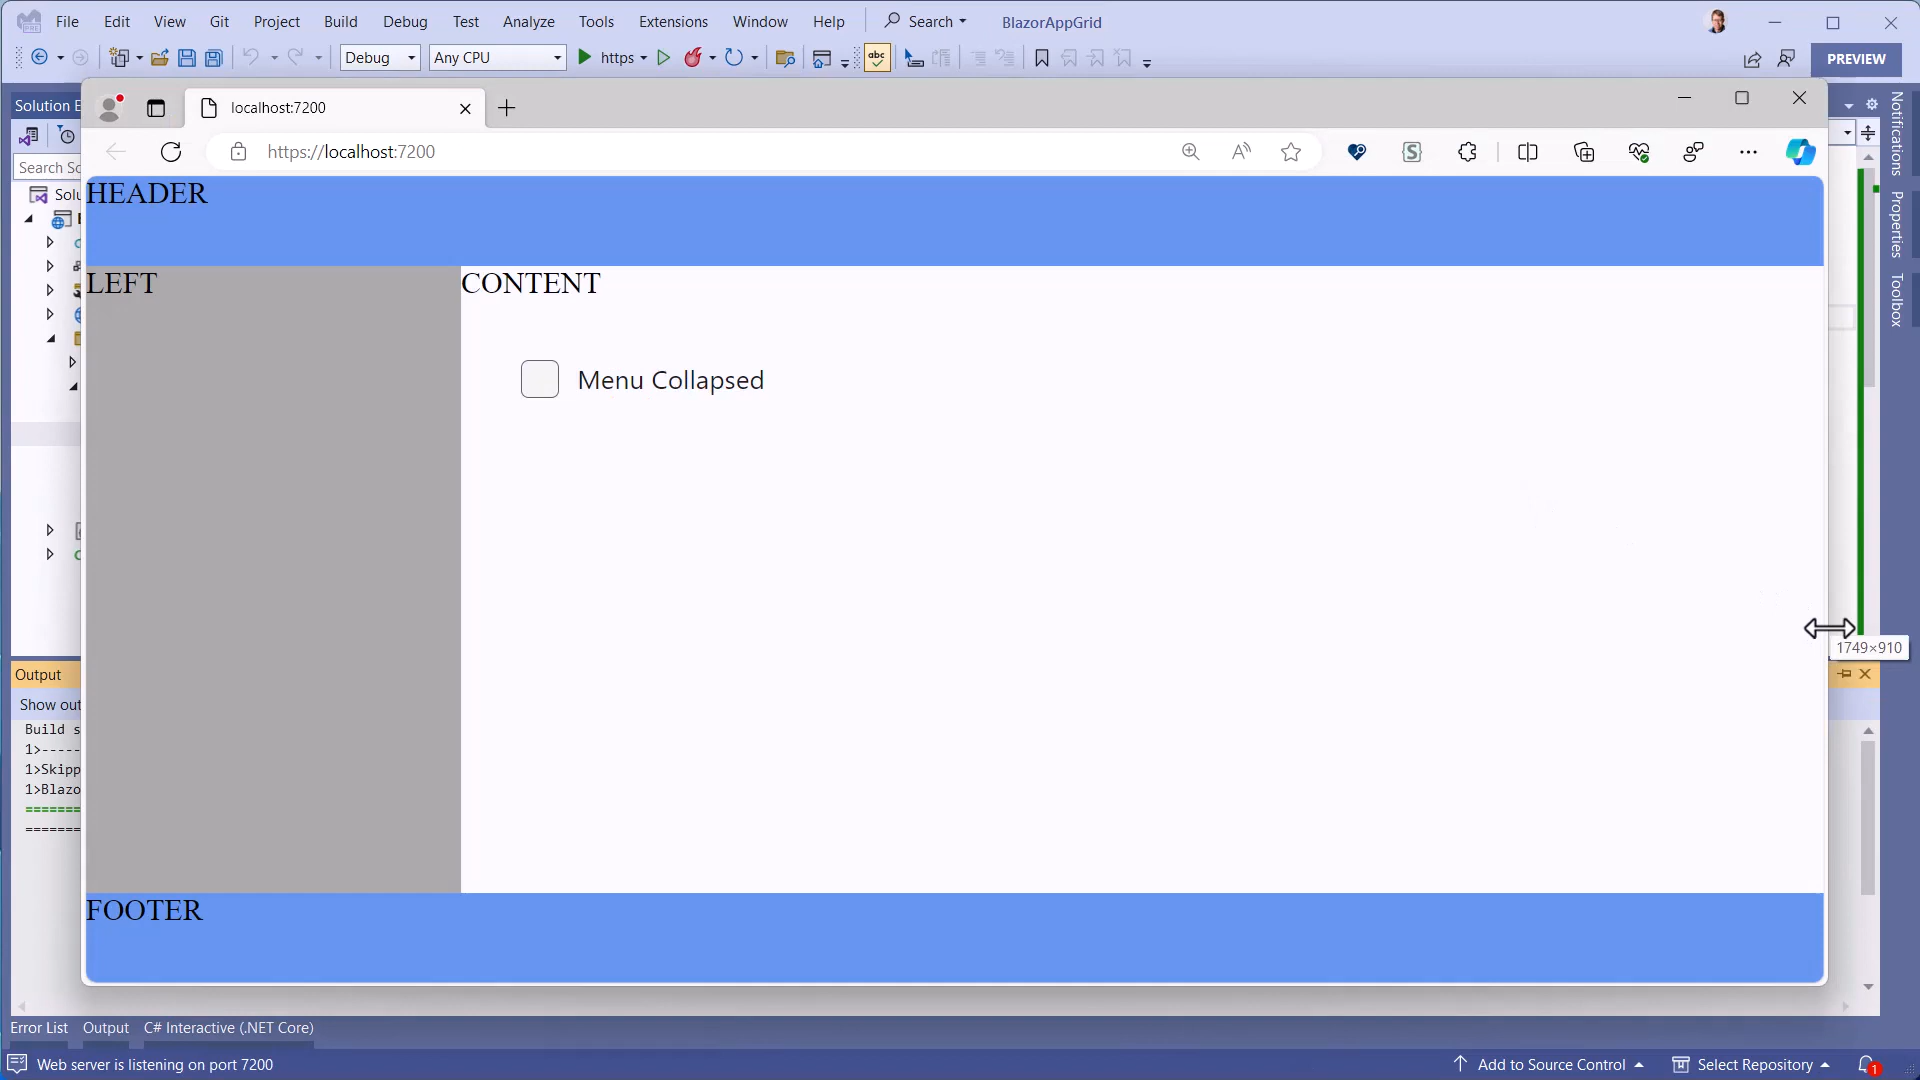 File Edit View Git Project Build Debug Test Analyze Tools Extensions Window Help Search BlazorAppGrid
Debug Any CPU https abc PREVIEW
Solution E
localhost:7200
Search So
https://localhost:7200
Solu
HEADER
LEFT
CONTENT
Menu Collapsed
FOOTER
1749×910
Notifications
Properties
Toolbox
Output
Show out
Build s
1>-----
1>Skipp
1>Blazo
=======
=======
Error List Output C# Interactive (.NET Core)
Web server is listening on port 7200 Add to Source Control Select Repository 1